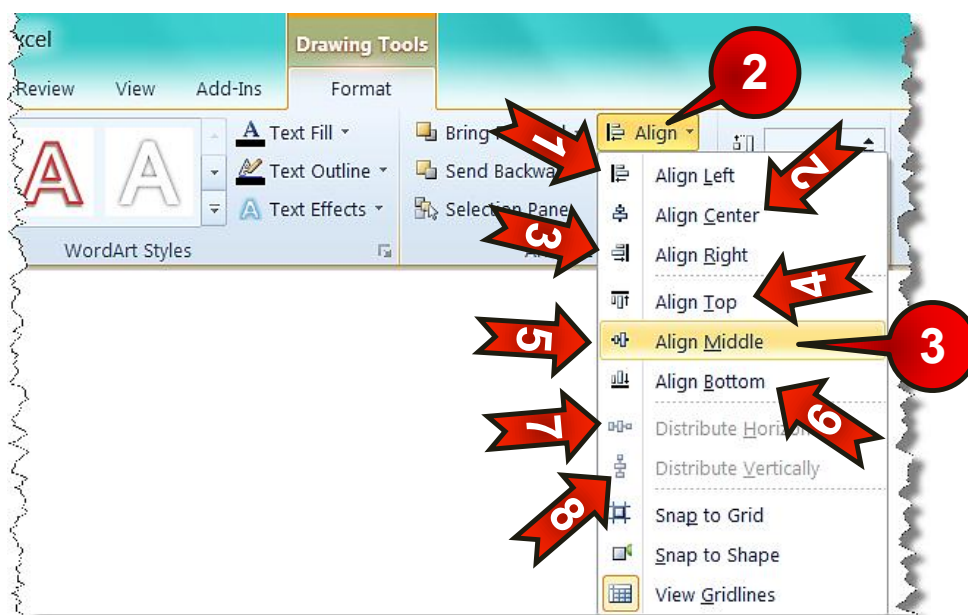 xcel
Drawing Tools
Review View Add-Ins Format
2
Text Fill
Bring
Align
Text Outline
Send Backwa
Text Effects
Selection Pane
WordArt Styles
1
Align Left
2
Align Center
3
Align Right
4
Align Top
5
Align Middle
3
Align Bottom
6
7
Distribute Horizon
Distribute Vertically
8
Snap to Grid
Snap to Shape
View Gridlines